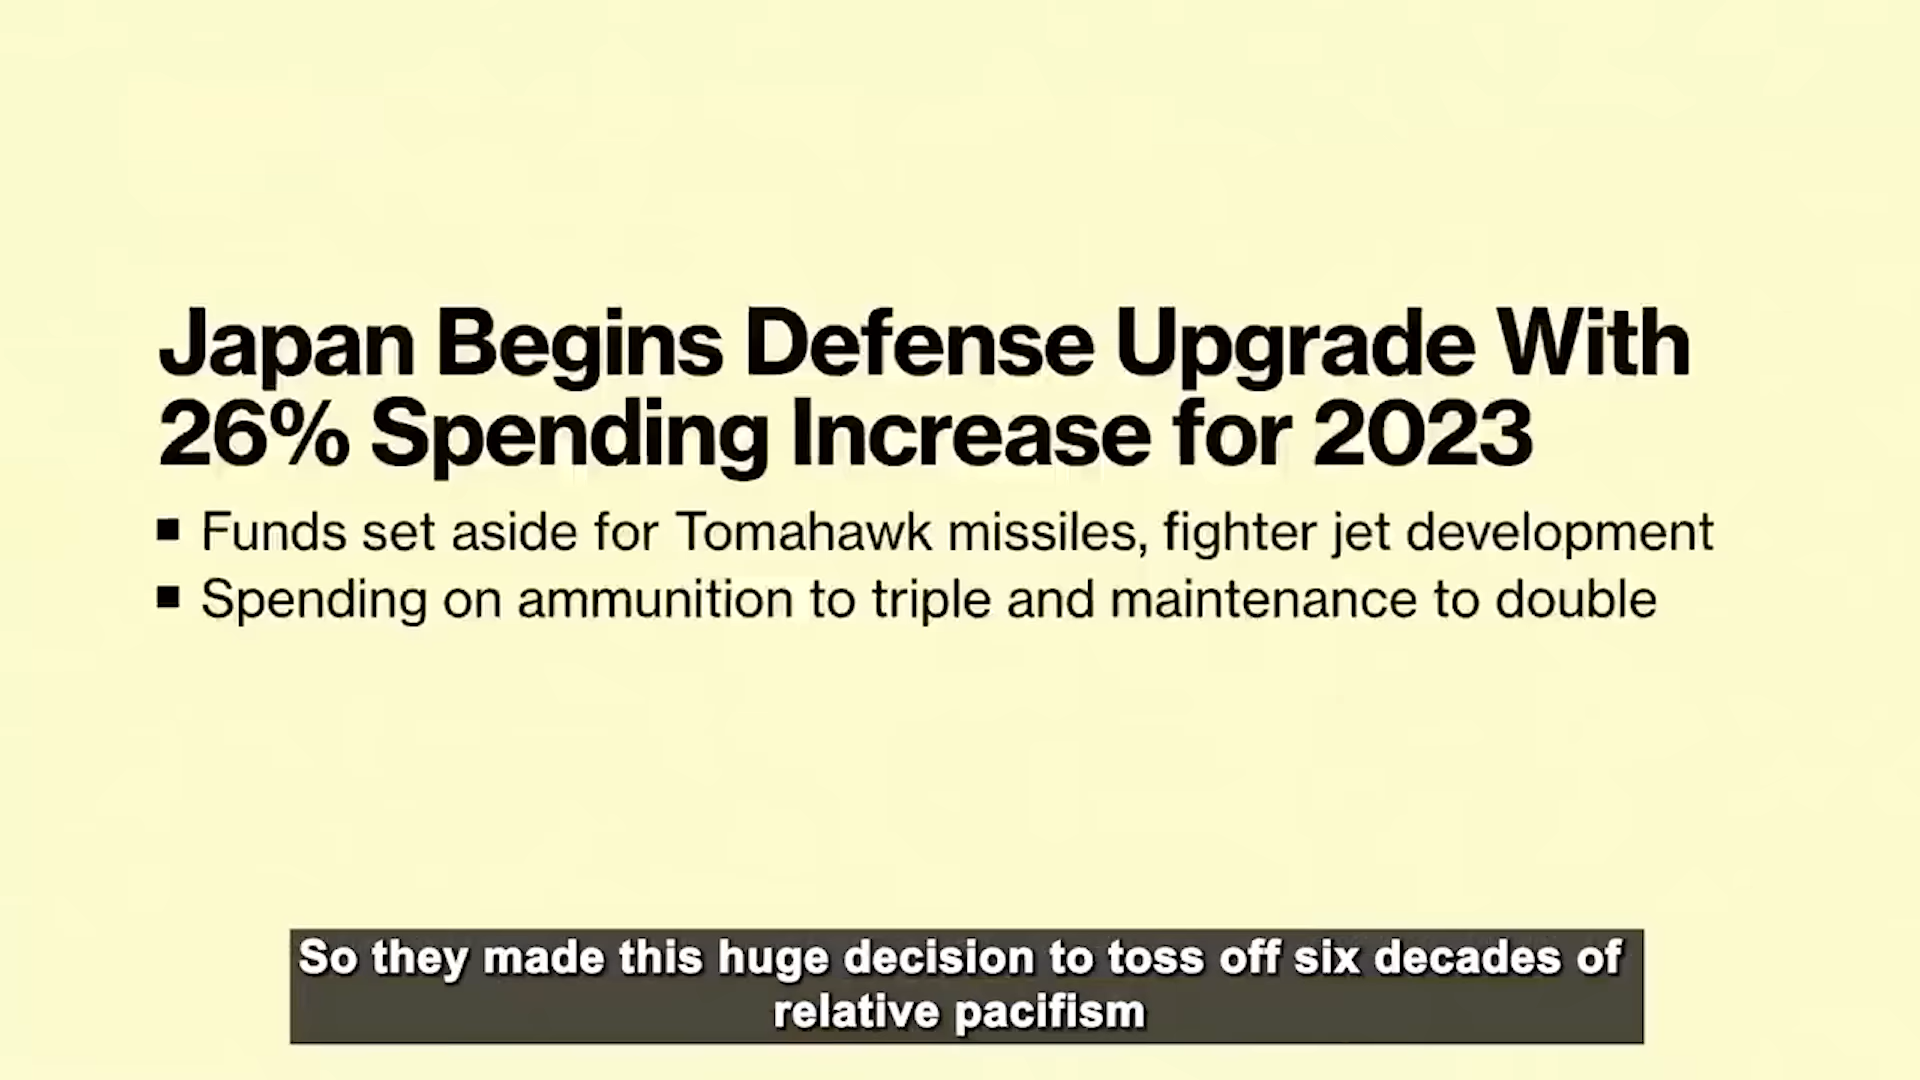 Japan Begins Defense Upgrade With
26% Spending Increase for 2023
■ Funds set aside for Tomahawk missiles, fighter jet development
■ Spending on ammunition to triple and maintenance to double
So they made this huge decision to toss off six decades of
relative pacifism